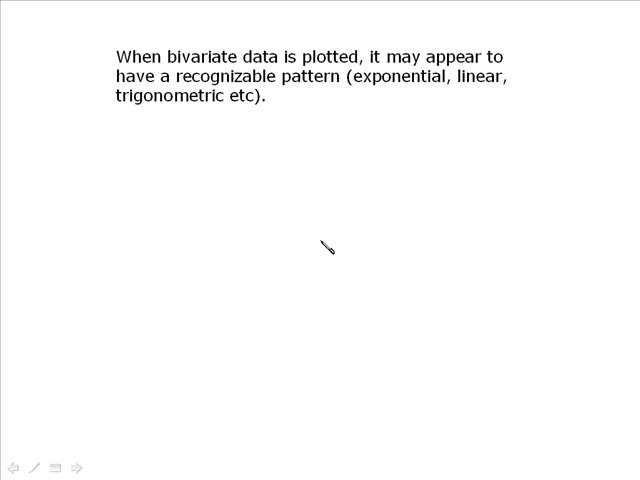 When bivariate data is plotted, it may appear to
have a recognizable pattern (exponential, linear,
trigonometric etc).